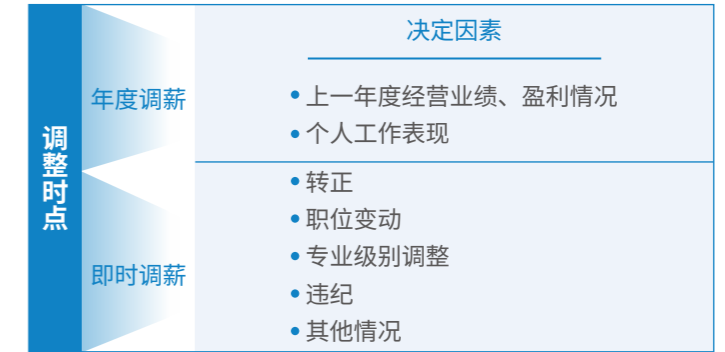 调整时点
决定因素
年度调薪
•上一年度经营业绩、盈利情况
•个人工作表现
即时调薪
•转正
•职位变动
•专业级别调整
•违纪
•其他情况